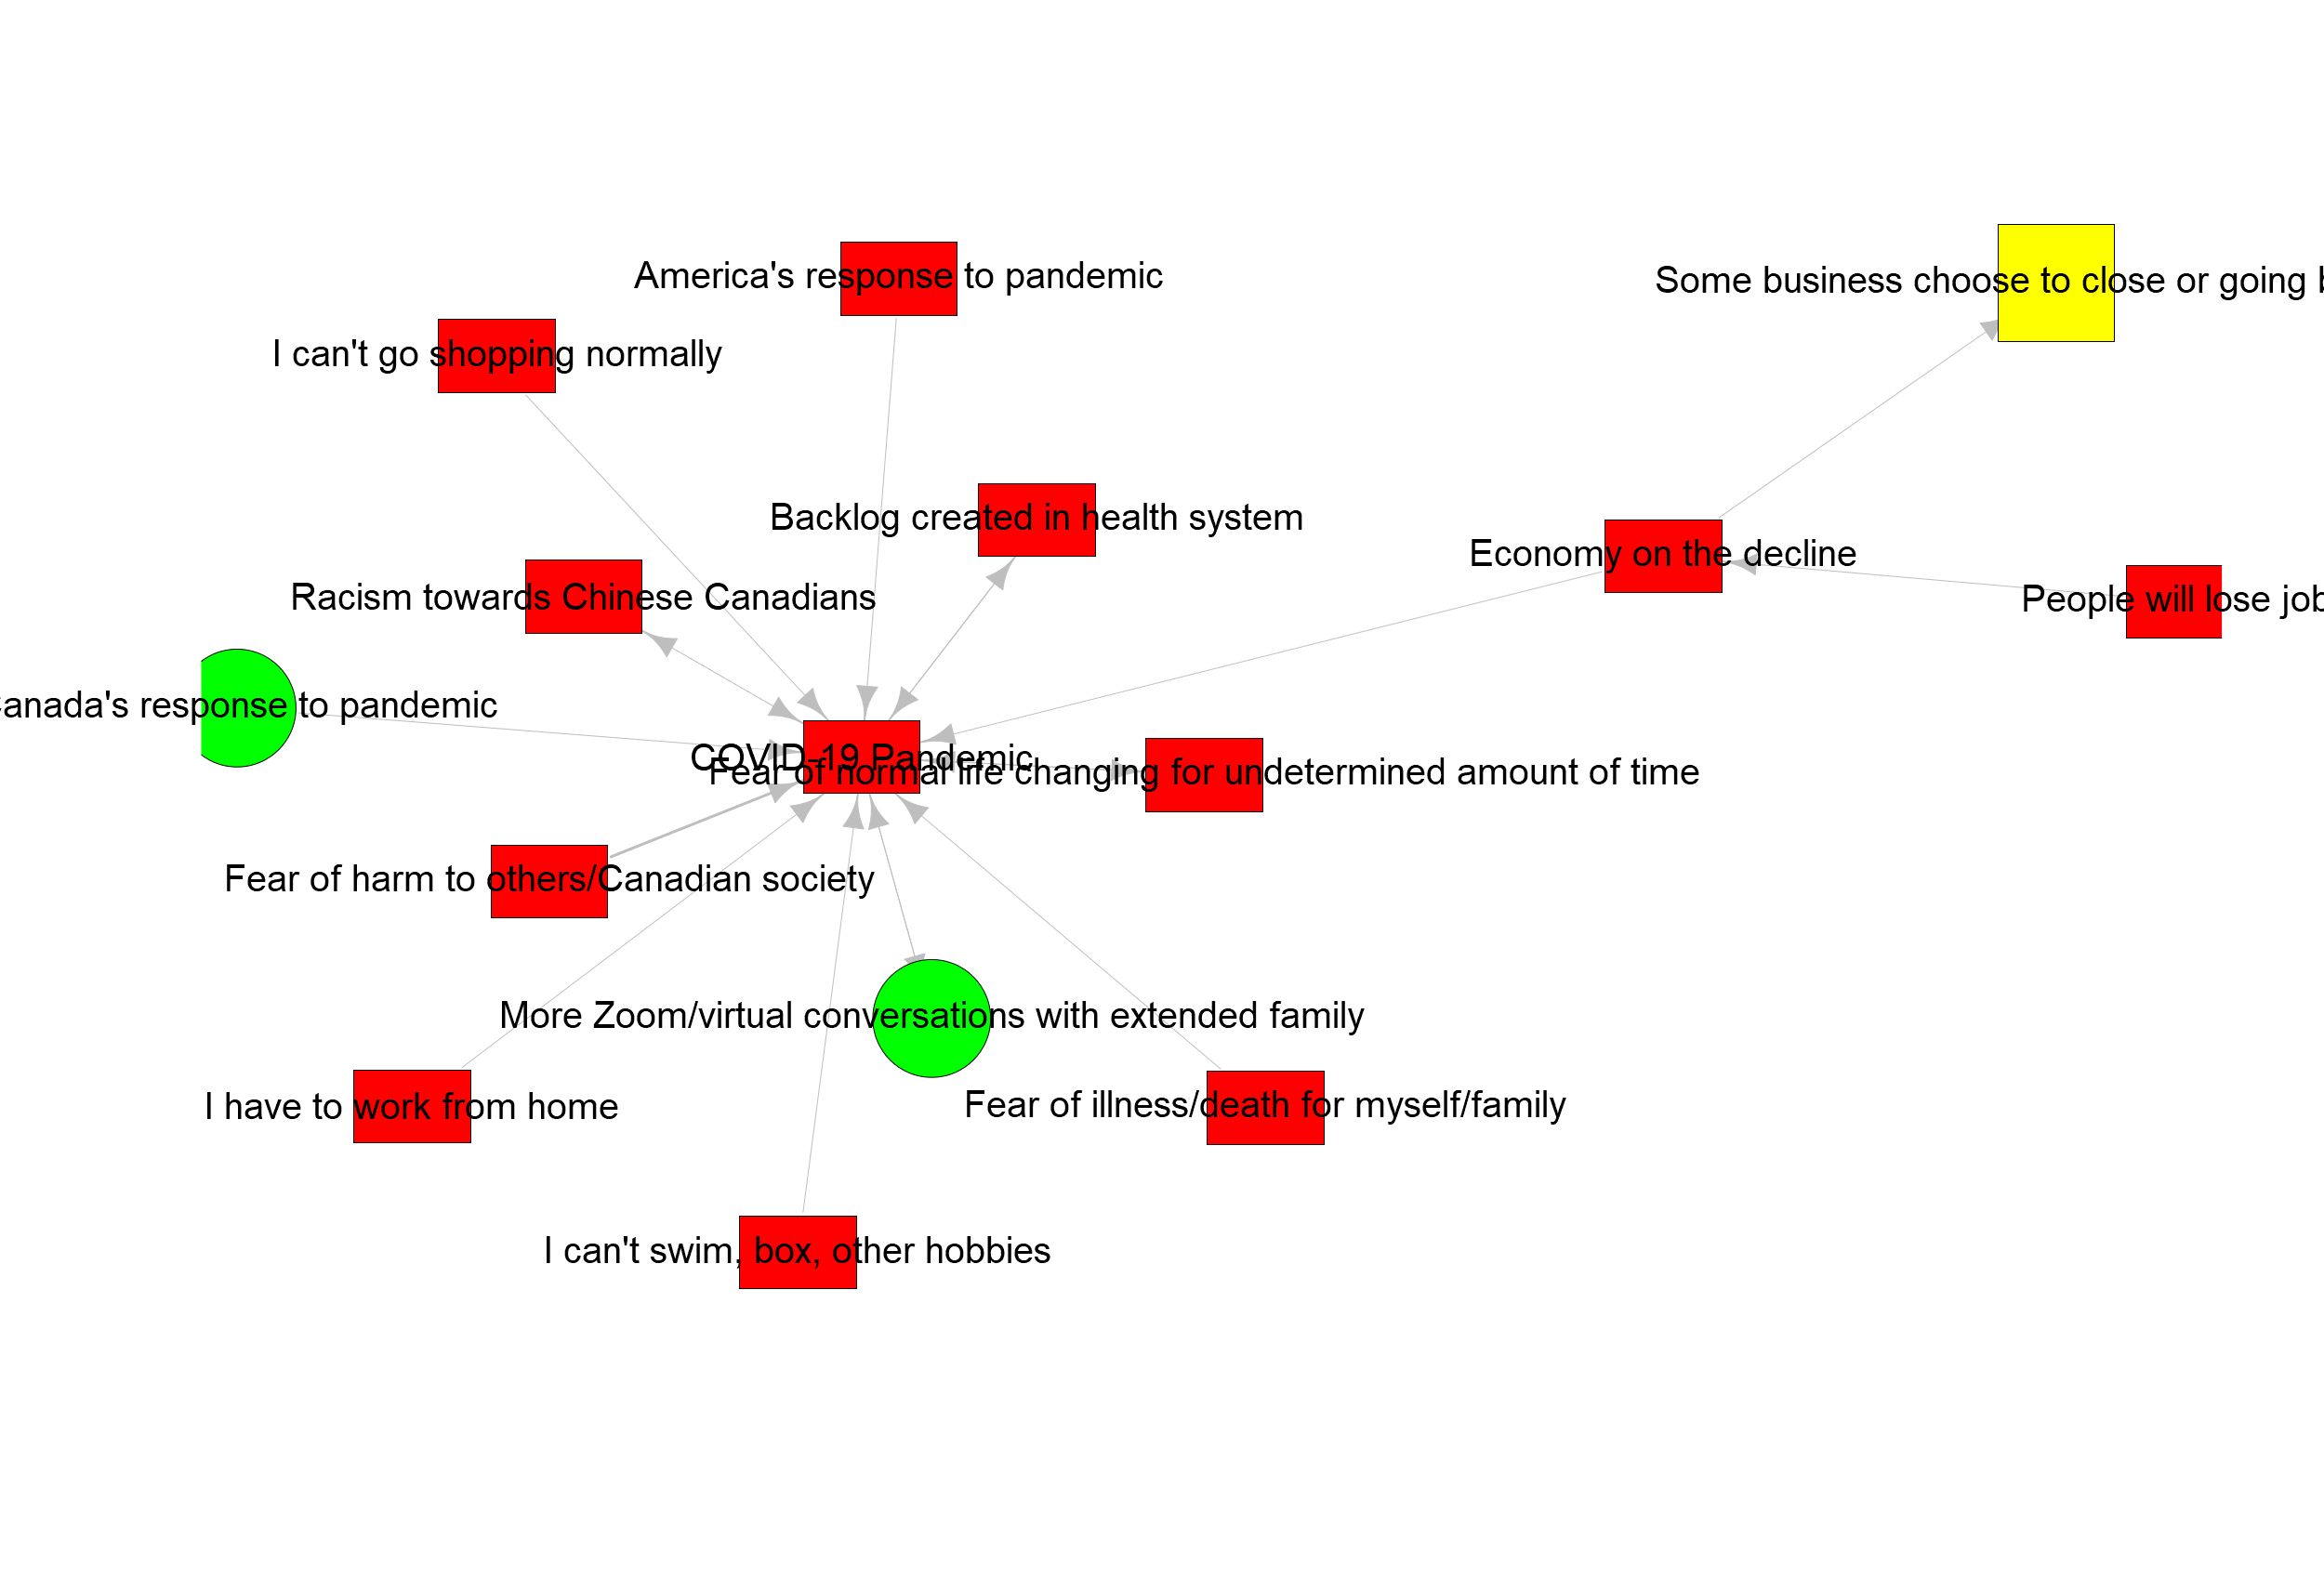 America's response to pandemic
Some business choose to close or going b
I can't go shopping normally
Backlog created in health system
Economy on the decline
Racism towards Chinese Canadians
People will lose job
anada's response to pandemic
COVID-19 Pandemic
Fear of normal life changing for undetermined amount of time
Fear of harm to others/Canadian society
More Zoom/virtual conversations with extended family
I have to work from home
Fear of illness/death for myself/family
I can't swim, box, other hobbies